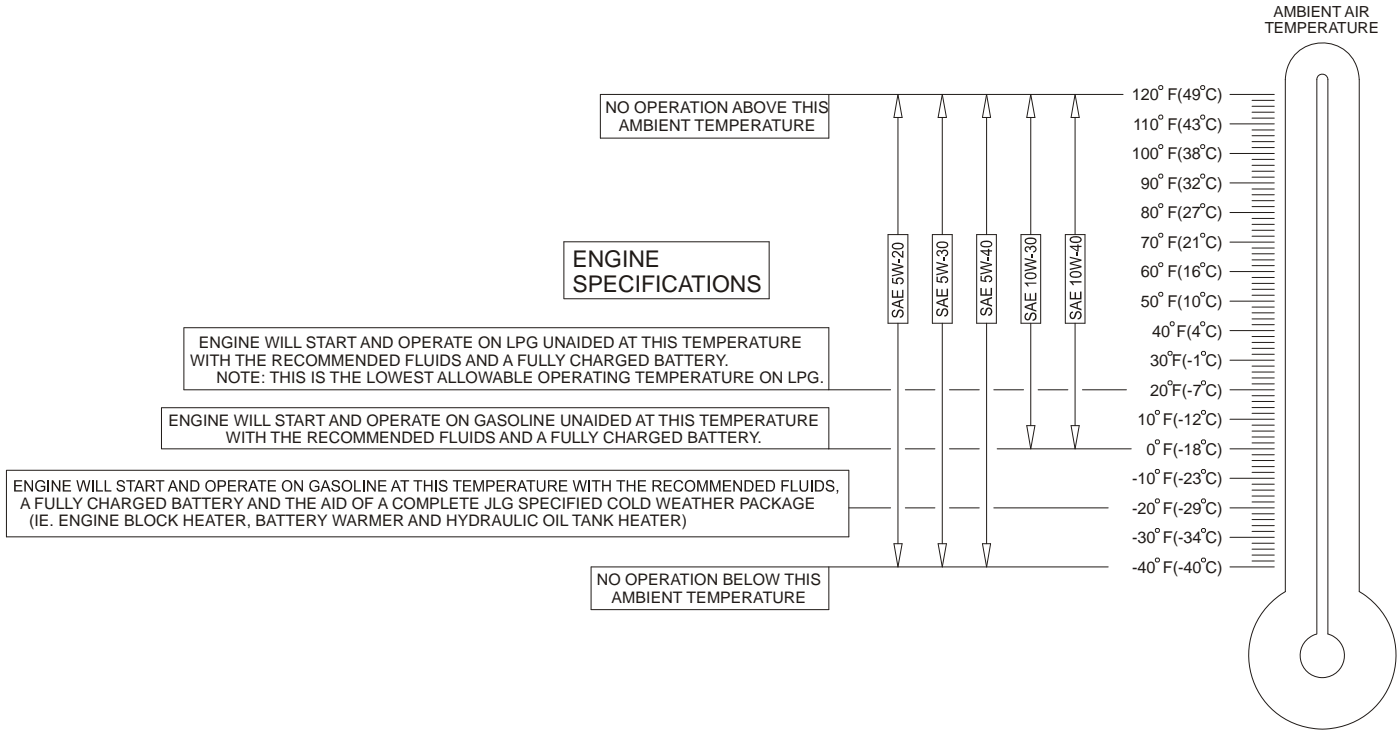 AMBIENT AIR
TEMPERATURE
NO OPERATION ABOVE THIS
AMBIENT TEMPERATURE
120° F(49°C)
110° F(43°C)
100° F(38°C)
90° F(32°C)
80° F(27°C)
70° F(21°C)
60° F(16°C)
50° F(10°C)
40°F(4°C)
30°F(-1°C)
20°F(-7°C)
10°F(-12°C)
0°F(-18°C)
-10° F(-23°C)
-20° F(-29°C)
-30° F(-34°C)
-40° F(-40°C)
SAE 5W-20
SAE 5W-30
SAE 5W-40
SAE 10W-30
SAE 10W-40
ENGINE
SPECIFICATIONS
ENGINE WILL START AND OPERATE ON LPG UNAIDED AT THIS TEMPERATURE
WITH THE RECOMMENDED FLUIDS AND A FULLY CHARGED BATTERY.
NOTE: THIS IS THE LOWEST ALLOWABLE OPERATING TEMPERATURE ON LPG.
ENGINE WILL START AND OPERATE ON GASOLINE UNAIDED AT THIS TEMPERATURE
WITH THE RECOMMENDED FLUIDS AND A FULLY CHARGED BATTERY.
ENGINE WILL START AND OPERATE ON GASOLINE AT THIS TEMPERATURE WITH THE RECOMMENDED FLUIDS,
A FULLY CHARGED BATTERY AND THE AID OF A COMPLETE JLG SPECIFIED COLD WEATHER PACKAGE
(IE. ENGINE BLOCK HEATER, BATTERY WARMER AND HYDRAULIC OIL TANK HEATER)
NO OPERATION BELOW THIS
AMBIENT TEMPERATURE